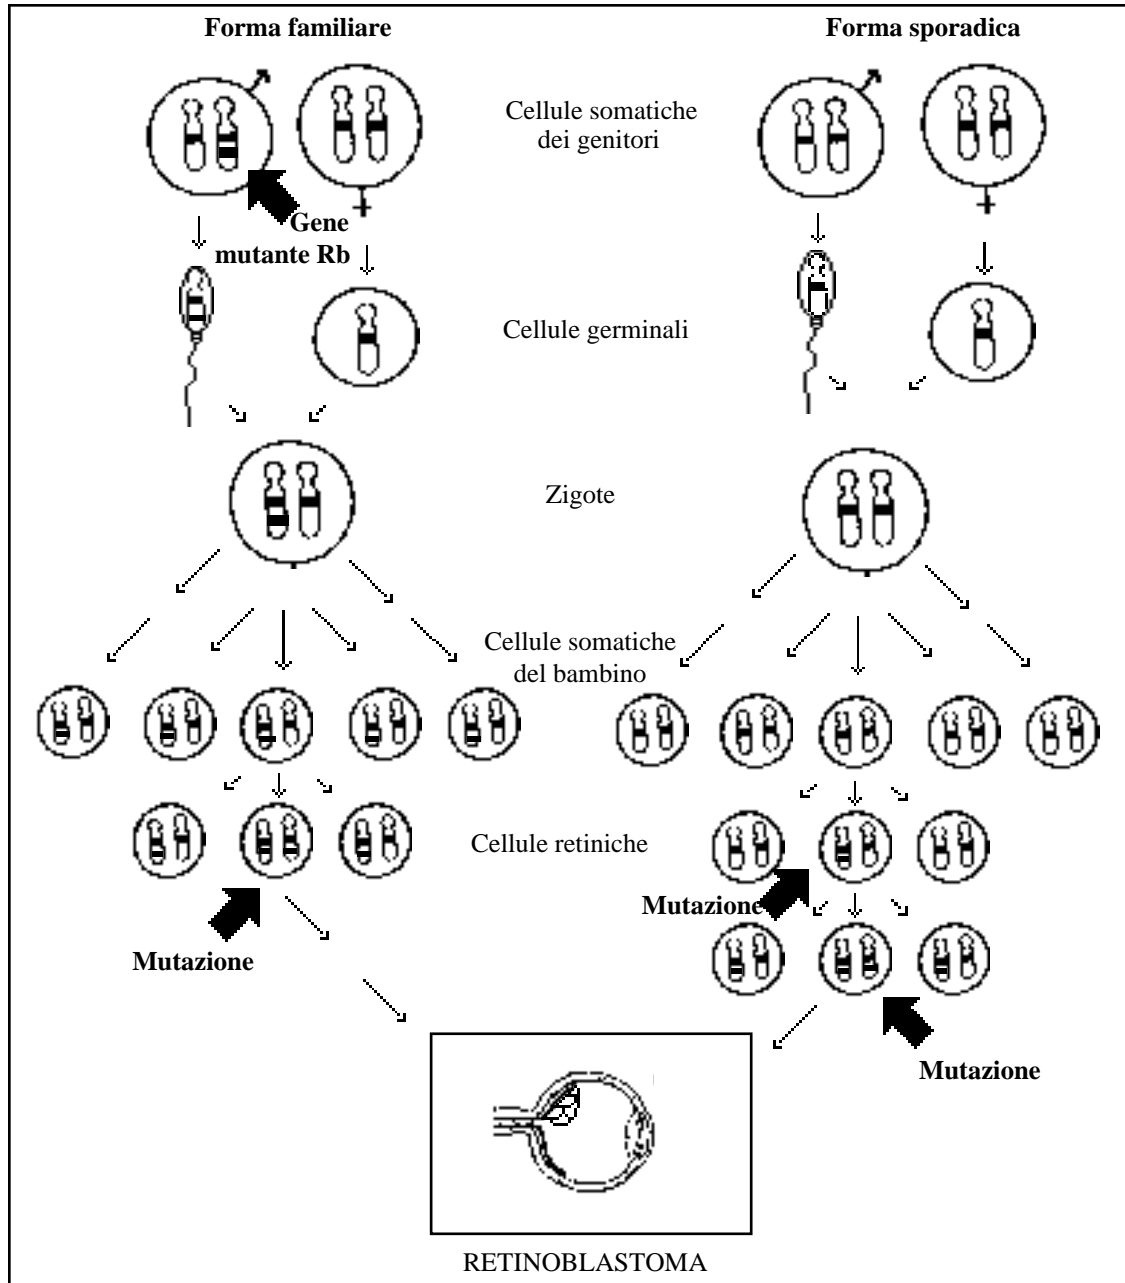 Forma familiare
Forma sporadica
Cellule somatiche
dei genitori
Gene
mutante Rb
Cellule germinali
Zigote
Cellule somatiche
del bambino
Cellule retiniche
Mutazione
Mutazione
Mutazione
RETINOBLASTOMA